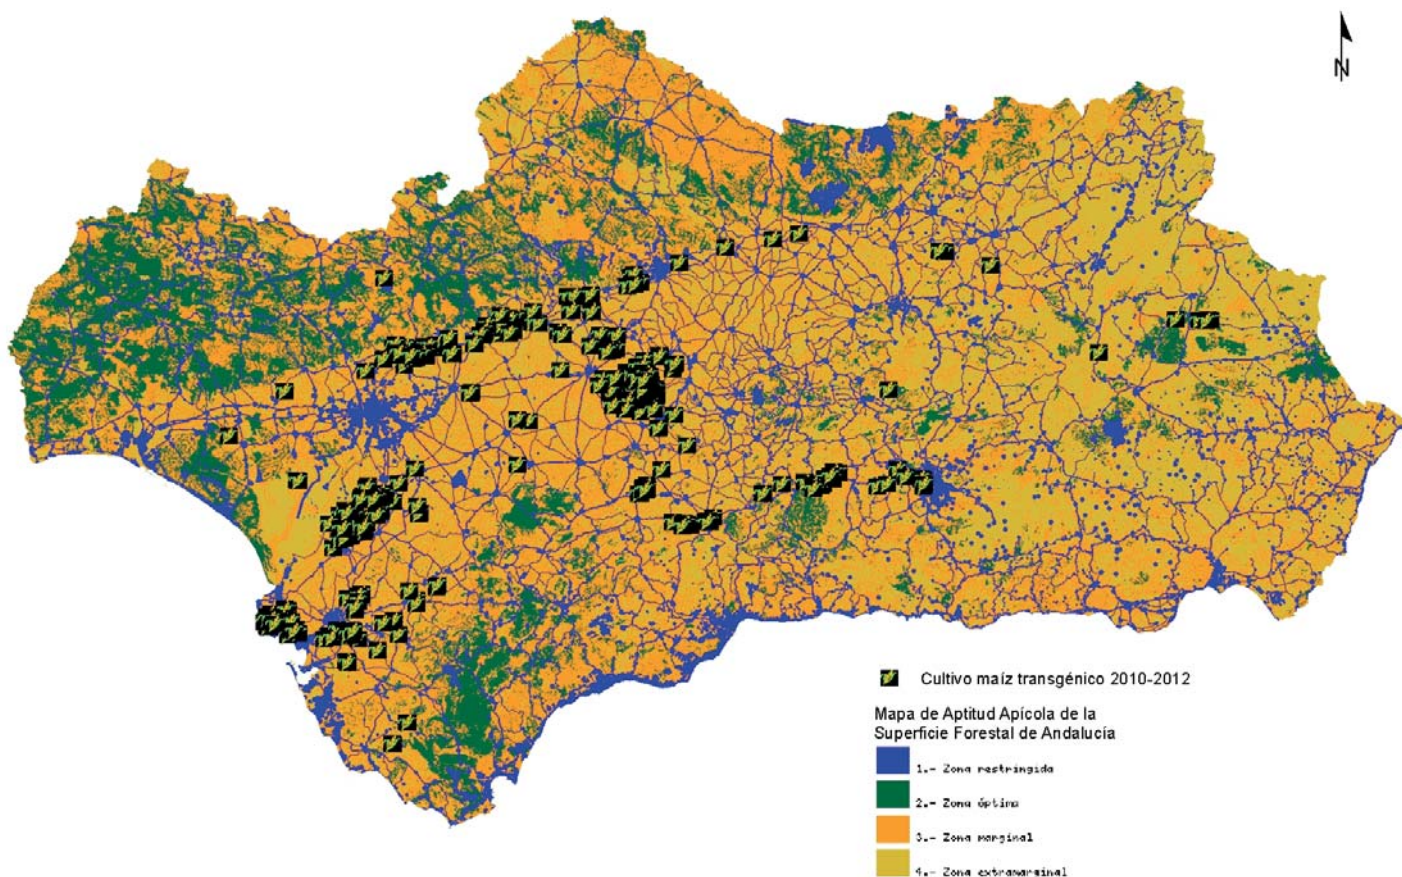 N
Cultivo maíz transgénico 2010-2012
Mapa de Aptitud Apícola de la
Superficie Forestal de Andalucía
1.- Zona restringida
2.- Zona óptima
3.- Zona marginal
4.- Zona extramarginal